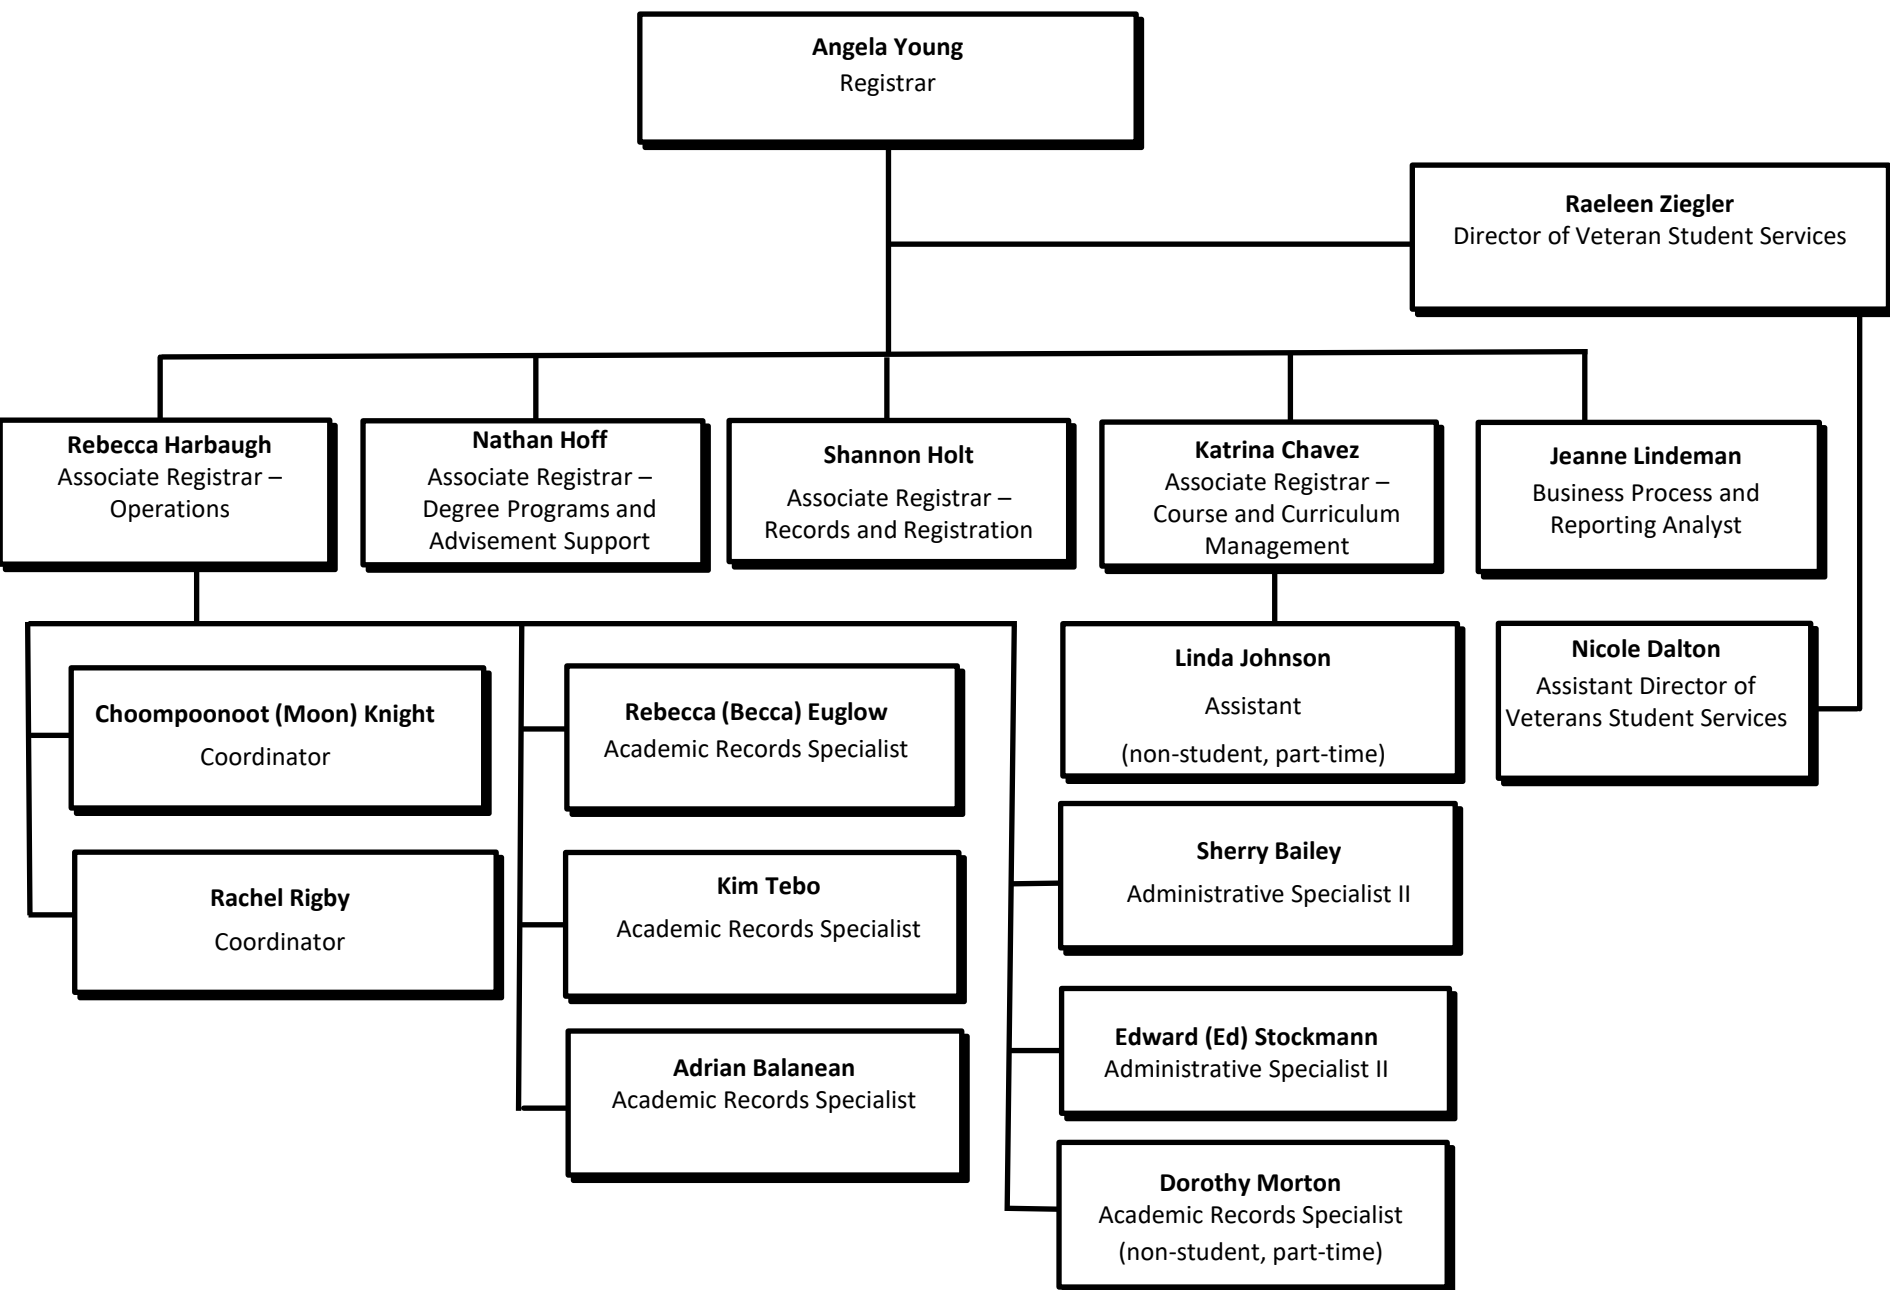 Angela Young
Registrar
Raeleen Ziegler
Director of Veteran Student Services
Rebecca Harbaugh
Associate Registrar –
Operations
Nathan Hoff
Associate Registrar –
Degree Programs and
Advisement Support
Shannon Holt
Associate Registrar –
Records and Registration
Katrina Chavez
Associate Registrar –
Course and Curriculum
Management
Jeanne Lindeman
Business Process and
Reporting Analyst
Choompoonoot (Moon) Knight
Coordinator
Rachel Rigby
Coordinator
Rebecca (Becca) Euglow
Academic Records Specialist
Kim Tebo
Academic Records Specialist
Adrian Balanean
Academic Records Specialist
Linda Johnson
Assistant
(non-student, part-time)
Sherry Bailey
Administrative Specialist II
Edward (Ed) Stockmann
Administrative Specialist II
Dorothy Morton
Academic Records Specialist
(non-student, part-time)
Nicole Dalton
Assistant Director of
Veterans Student Services